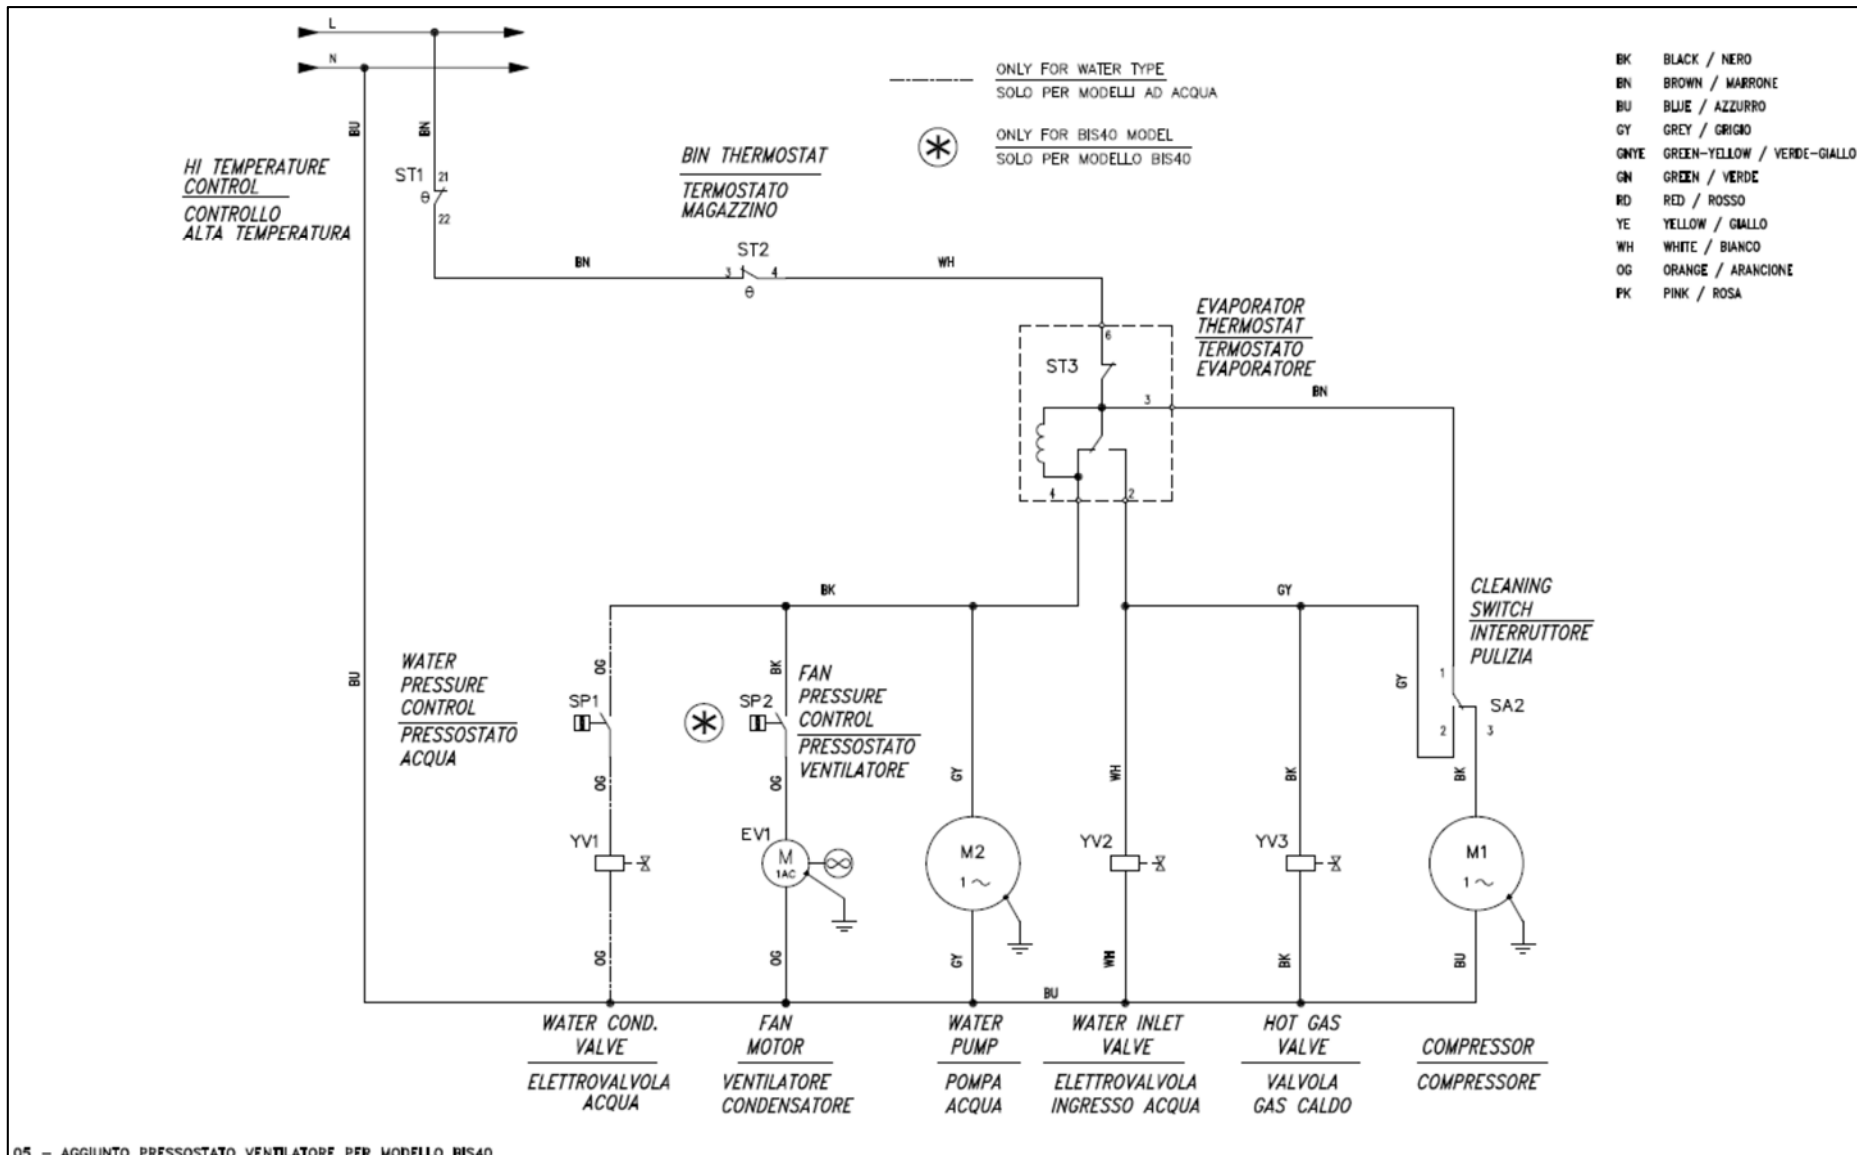 L
N
ONLY FOR WATER TYPE
SOLO PER MODELLI AD ACQUA
ONLY FOR BIS40 MODEL
SOLO PER MODELLO BIS40
BK BLACK / NERO
BN BROWN / MARRONE
BU BLUE / AZZURRO
GY GREY / GRIGIO
GNYE GREEN-YELLOW / VERDE-GIALLO
GN GREEN / VERDE
RD RED / ROSSO
YE YELLOW / GIALLO
WH WHITE / BIANCO
OG ORANGE / ARANCIONE
PK PINK / ROSA
BU
BN
HI TEMPERATURE
CONTROL
CONTROLLO
ALTA TEMPERATURA
ST1
21
θ
22
BIN THERMOSTAT
TERMOSTATO
MAGAZZINO
BN
ST2
3
4
θ
WH
EVAPORATOR
THERMOSTAT
TERMOSTATO
EVAPORATORE
6
ST3
3
BN
4
2
BK
GY
CLEANING
SWITCH
INTERRUTTORE
PULIZIA
BU
WATER
PRESSURE
CONTROL
PRESSOSTATO
ACQUA
OG
SP1
BK
SP2
FAN
PRESSURE
CONTROL
PRESSOSTATO
VENTILATORE
GY
1
SA2
2
3
OG
OG
GY
WH
BK
BK
YV1
EV1
M
1AC
M2
1~
YV2
YV3
M1
1~
OG
OG
GY
WH
BK
BU
BU
WATER COND.
VALVE
ELETTROVALVOLA
ACQUA
FAN
MOTOR
VENTILATORE
CONDENSATORE
WATER
PUMP
POMPA
ACQUA
WATER INLET
VALVE
ELETTROVALVOLA
INGRESSO ACQUA
HOT GAS
VALVE
VALVOLA
GAS CALDO
COMPRESSOR
COMPRESSORE
05 - AGGIUNTO PRESSOSTATO VENTILATORE PER MODELLO BIS40